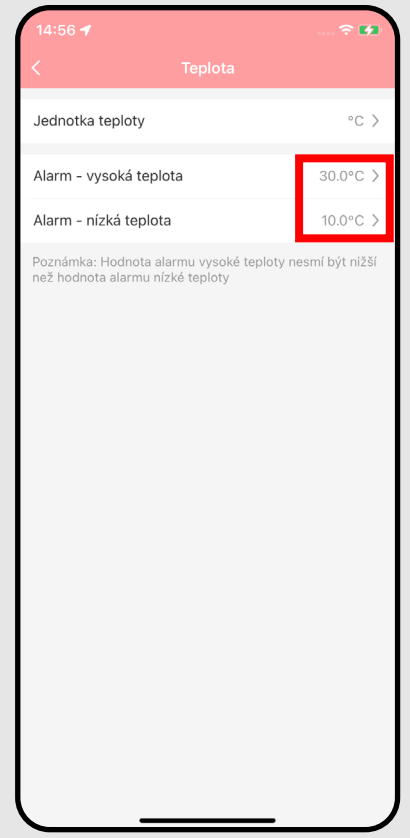 14:56
Teplota
Jednotka teploty °C
Alarm - vysoká teplota 30.0°C
Alarm - nízká teplota 10.0°C
Poznámka: Hodnota alarmu vysoké teploty nesmí být nižší
než hodnota alarmu nízké teploty